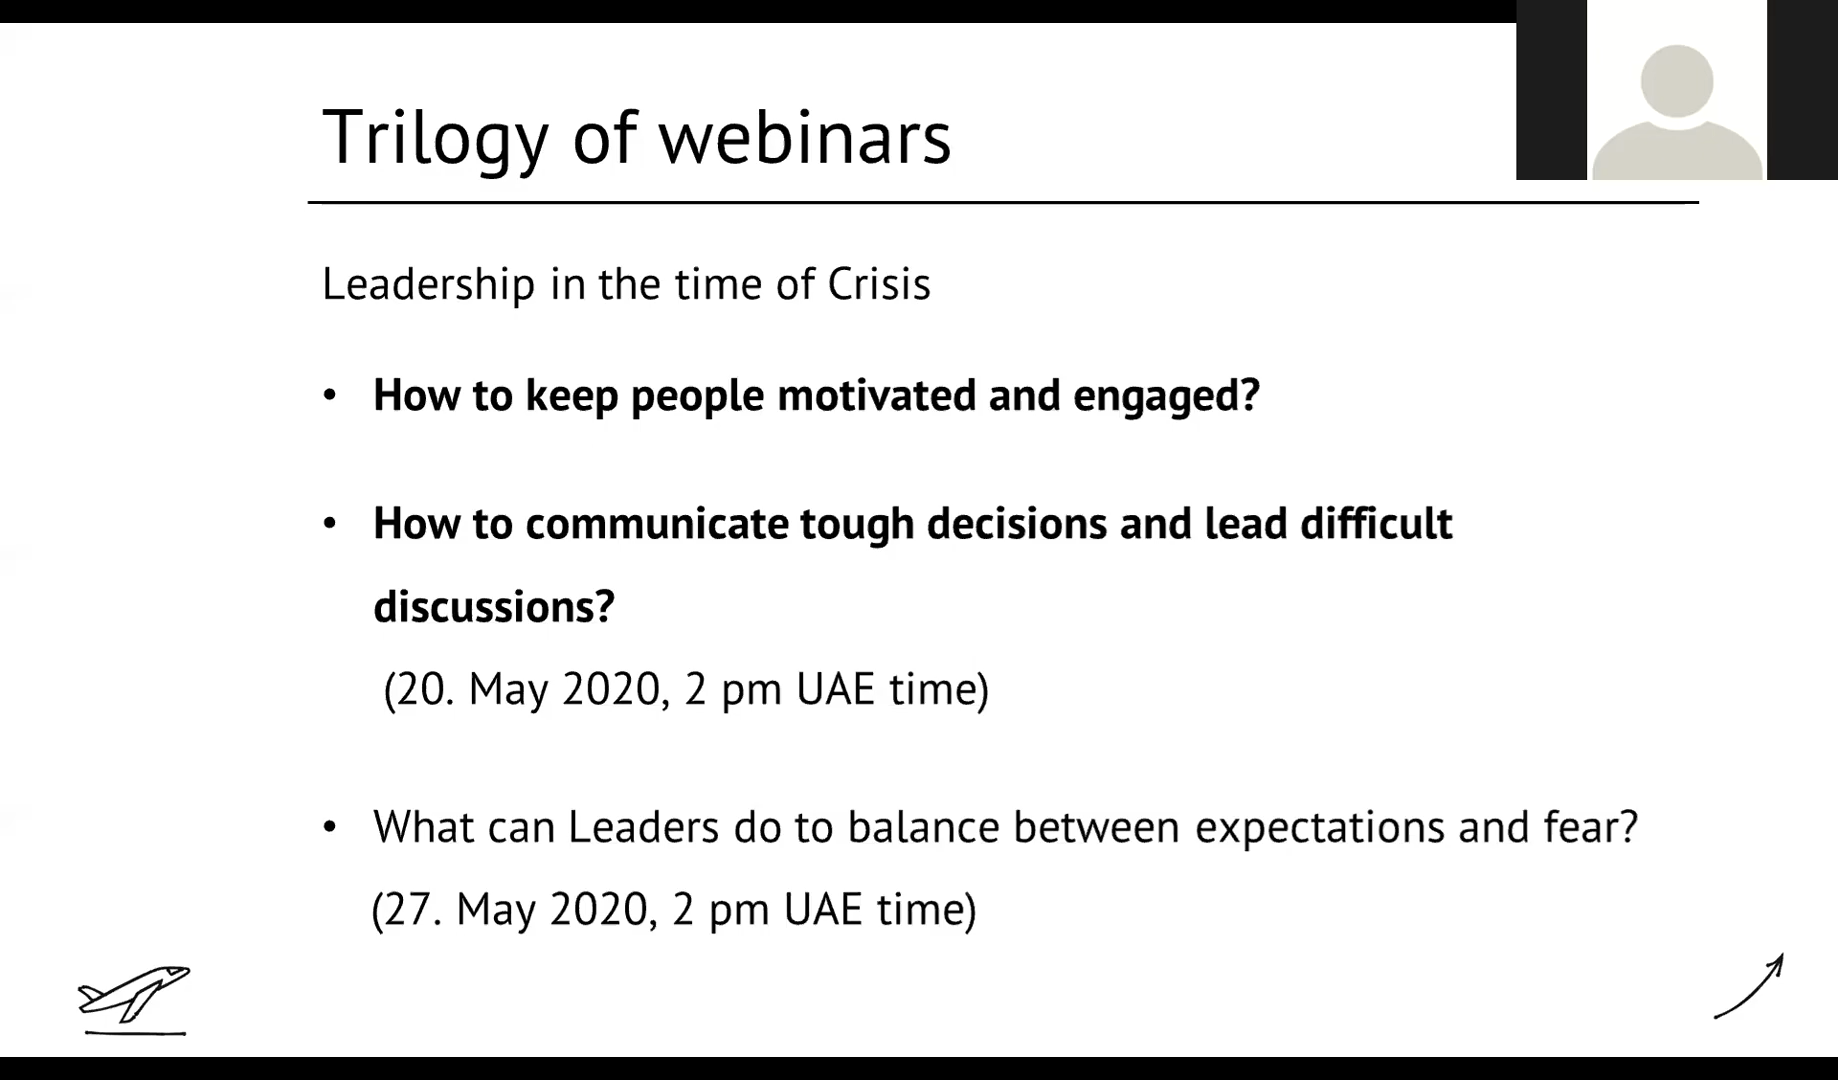 Trilogy of webinars
Leadership in the time of Crisis
• How to keep people motivated and engaged?
• How to communicate tough decisions and lead difficult
discussions?
(20. May 2020, 2 pm UAE time)
• What can Leaders do to balance between expectations and fear?
(27. May 2020, 2 pm UAE time)